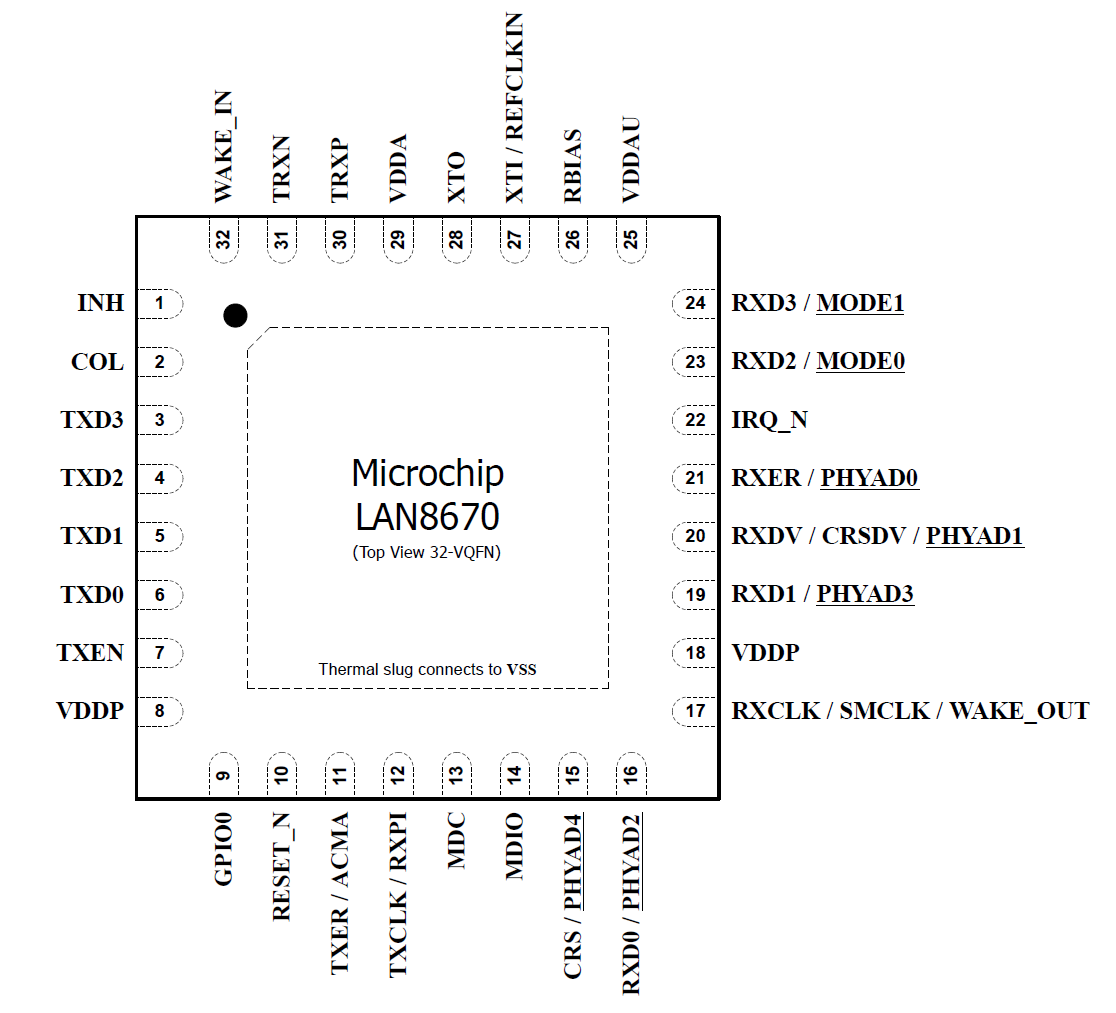 WAKE_IN
TRXN
TRXP
VDDA
XTO
XTI / REFCLKIN
RBIAS
VDDAU
32
31
30
29
28
27
26
25
INH 1
COL 2
TXD3 3
TXD2 4
TXD1 5
TXD0 6
TXEN 7
VDDP 8
Microchip
LAN8670
(Top View 32-VQFN)
Thermal slug connects to VSS
24 RXD3 / MODE1
23 RXD2 / MODE0
22 IRQ_N
21 RXER / PHYAD0
20 RXDV / CRSDV / PHYAD1
19 RXD1 / PHYAD3
18 VDDP
17 RXCLK / SMCLK / WAKE_OUT
9
10
11
12
13
14
15
16
GPIO0
RESET_N
TXER / ACMA
TXCLK / RXPI
MDC
MDIO
CRS / PHYAD4
RXD0 / PHYAD2